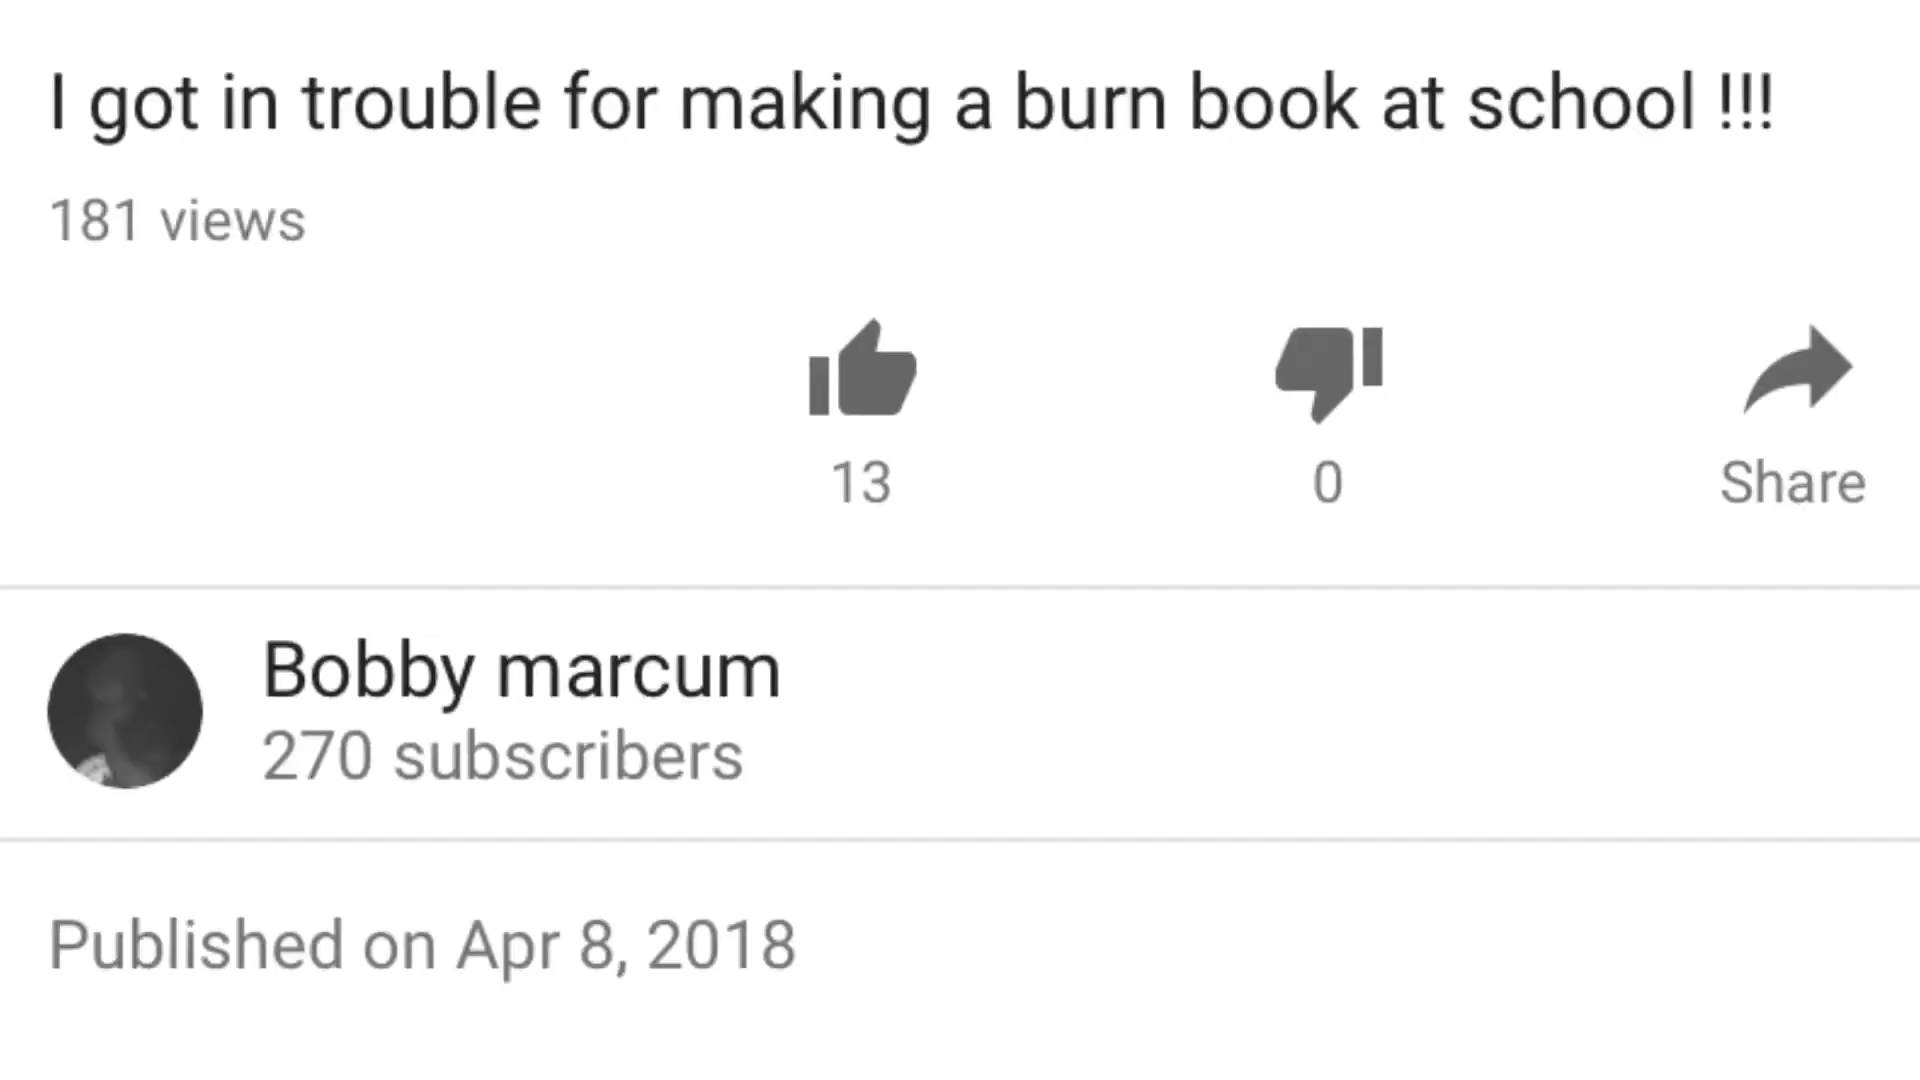 I got in trouble for making a burn book at school !!!
181 views
13
0
Share
Bobby marcum
270 subscribers
Published on Apr 8, 2018